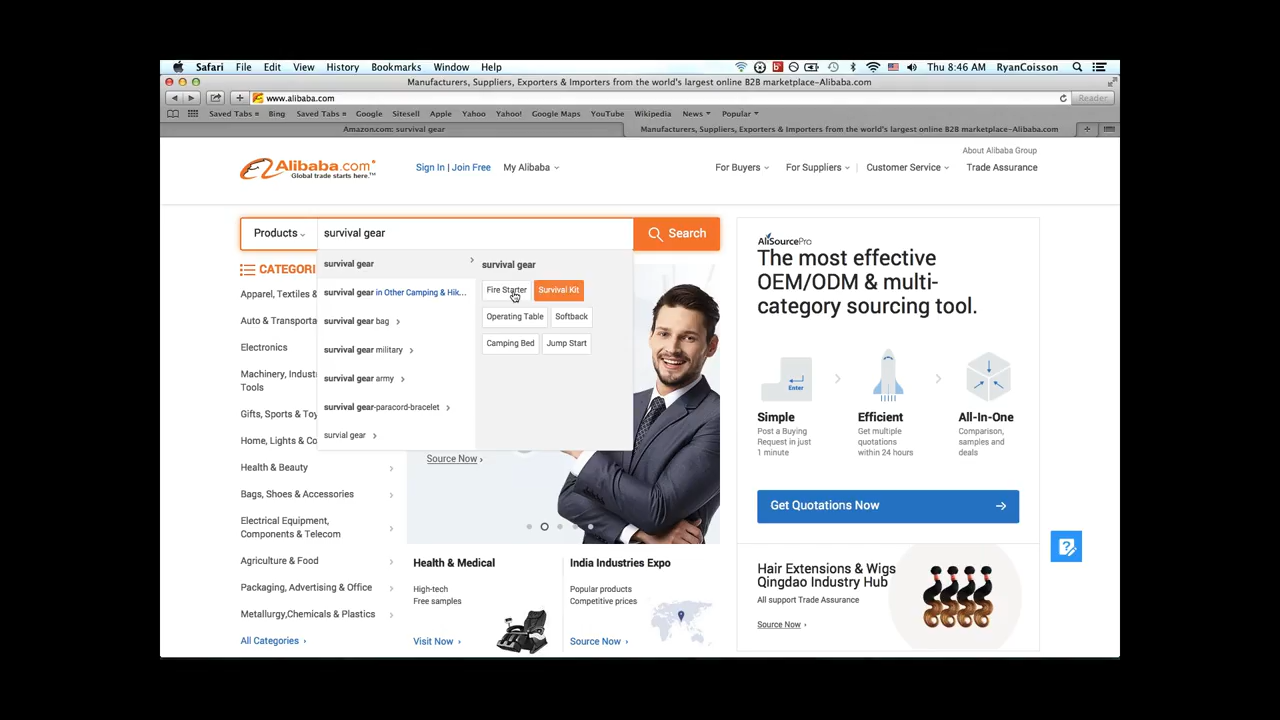 Safari File Edit View History Bookmarks Window Help Thu 8:46 AM RyanCoisson
Manufacturers, Suppliers, Exporters & Importers from the world's largest online B2B marketplace-Alibaba.com
www.alibaba.com Reader
Saved Tabs Bing Saved Tabs Google Sitesell Apple Yahoo Yahoo! Google Maps YouTube Wikipedia News Popular
Amazon.com: survival gear Manufacturers, Suppliers, Exporters & Importers from the world's largest online B2B marketplace-Alibaba.com
About Alibaba Group
Alibaba.com
Global trade starts here.™
Sign In | Join Free My Alibaba For Buyers For Suppliers Customer Service Trade Assurance
Products survival gear Search
survival gear
survival gear in Other Camping & Hik...
survival gear bag
survival gear military
survival gear army
survival gear-paracord-bracelet
survial gear
survival gear
Fire Starter Survival Kit
Operating Table Softback
Camping Bed Jump Start
CATEGORI
Apparel, Textiles &
Auto & Transporta
Electronics
Machinery, Indust
Tools
Gifts, Sports & Toy
Home, Lights & Co
Health & Beauty
Bags, Shoes & Accessories
Electrical Equipment,
Components & Telecom
Agriculture & Food
Packaging, Advertising & Office
Metallurgy,Chemicals & Plastics
All Categories
Source Now
Health & Medical
High-tech
Free samples
Visit Now
India Industries Expo
Popular products
Competitive prices
Source Now
AliSourcePro
The most effective
OEM/ODM & multi-
category sourcing tool.
Enter
Simple
Post a Buying
Request in just
1 minute
Efficient
Get multiple
quotations
within 24 hours
All-In-One
Comparison,
samples and
deals
Get Quotations Now
Hair Extensions & Wigs
Qingdao Industry Hub
All support Trade Assurance
Source Now